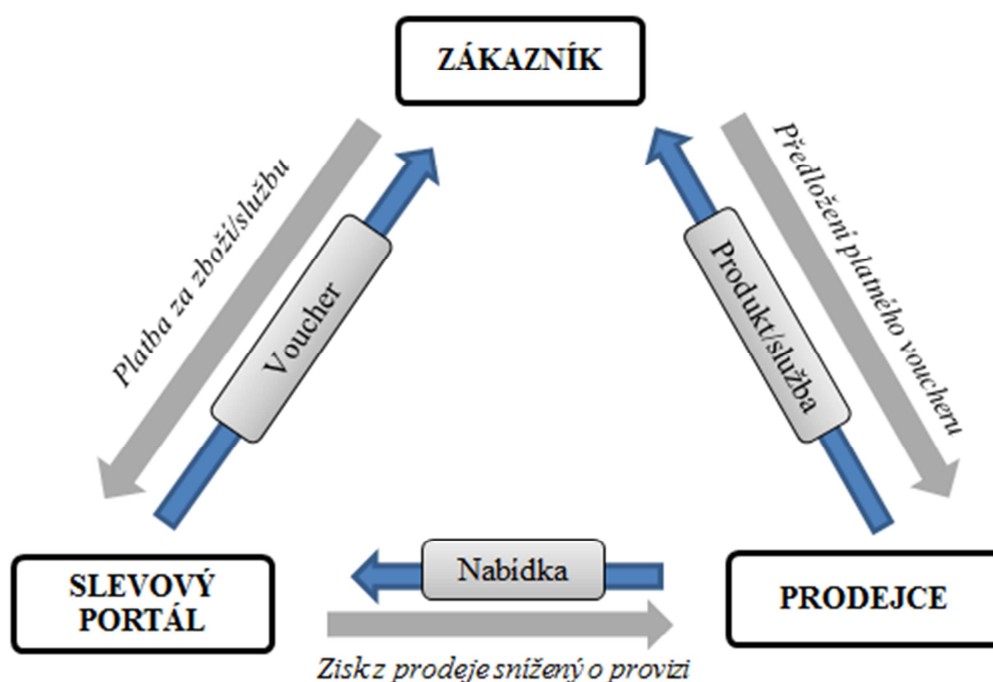 ZÁKAZNÍK
Platba za zboží/službu
Voucher
Produkt/služba
Předložení platného voucheru
Nabídka
SLEVOVÝ
PORTÁL
PRODEJCE
Zisk z prodeje snížený o provizi